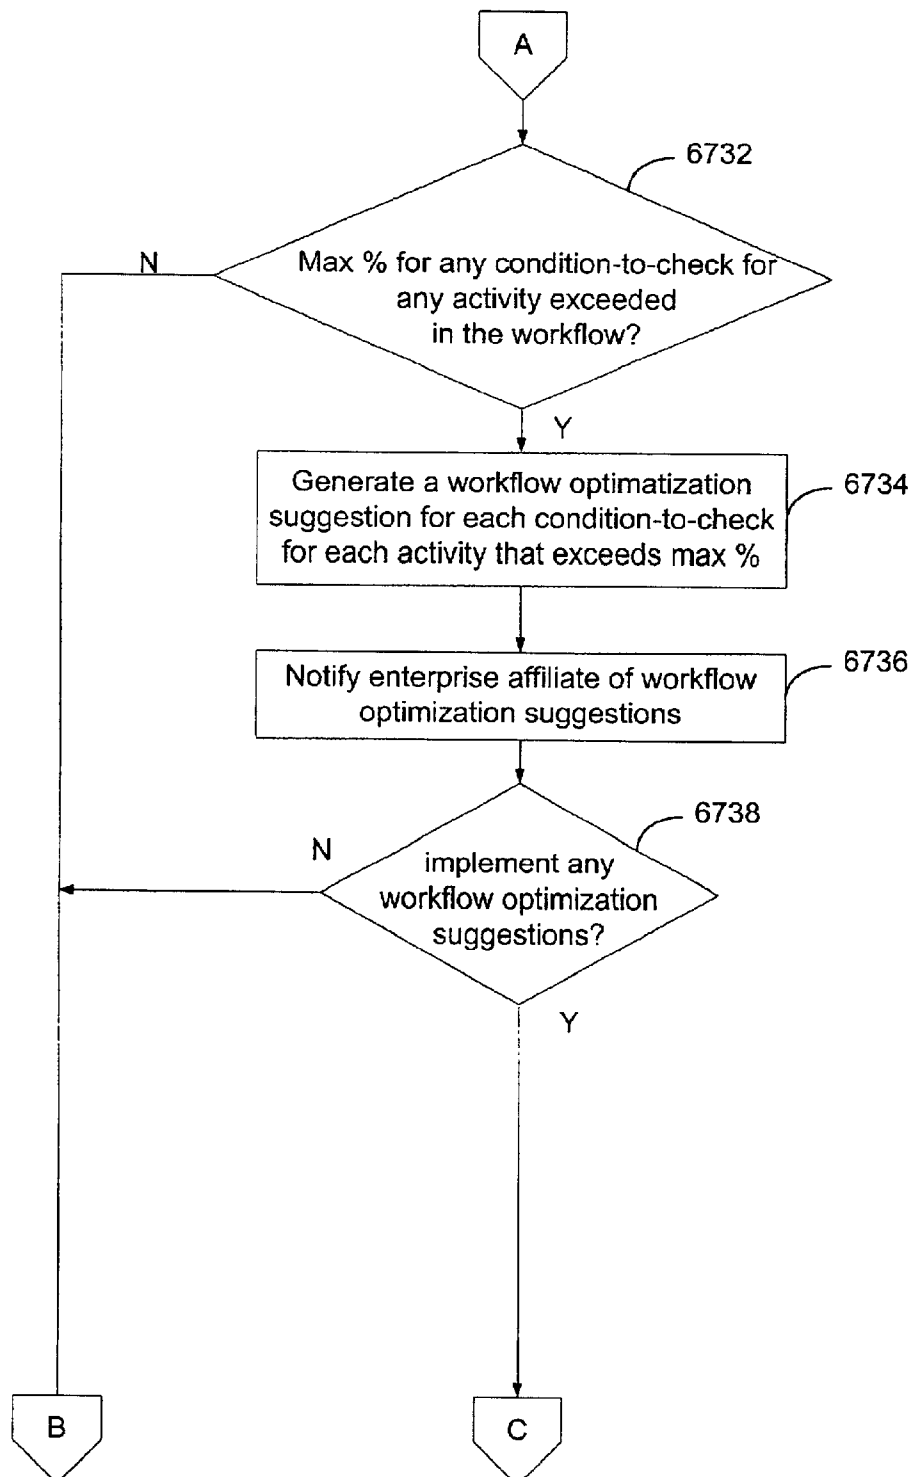 A
6732
N
Max % for any condition-to-check for
any activity exceeded
in the workflow?
Y
Generate a workflow optimatization
suggestion for each condition-to-check
for each activity that exceeds max %
6734
Notify enterprise affiliate of workflow
optimization suggestions
6736
6738
N
implement any
workflow optimization
suggestions?
Y
B
C